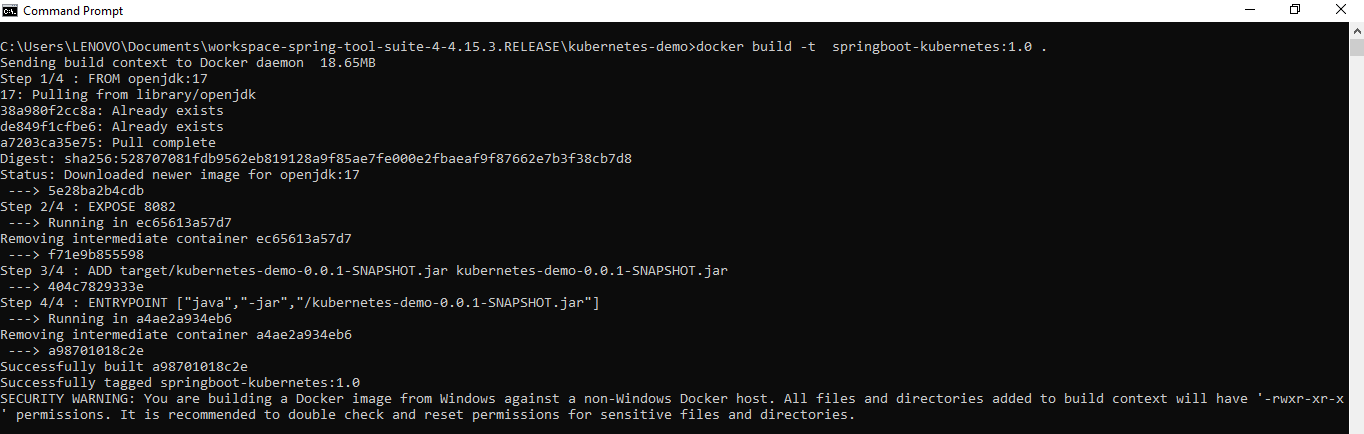 Command Prompt
C:\Users\LENOVO\Documents\workspace-spring-tool-suite-4-4.15.3.RELEASE\kubernetes-demo>docker build -t  springboot-kubernetes:1.0 .
Sending build context to Docker daemon  18.65MB
Step 1/4 : FROM openjdk:17
17: Pulling from library/openjdk
38a980f2cc8a: Already exists
de849f1cfbe6: Already exists
a7203ca35e75: Pull complete
Digest: sha256:528707081fdb9562eb819128a9f85ae7fe000e2fbaeaf9f87662e7b3f38cb7d8
Status: Downloaded newer image for openjdk:17
 ---> 5e28ba2b4cdb
Step 2/4 : EXPOSE 8082
 ---> Running in ec65613a57d7
Removing intermediate container ec65613a57d7
 ---> f71e9b855598
Step 3/4 : ADD target/kubernetes-demo-0.0.1-SNAPSHOT.jar kubernetes-demo-0.0.1-SNAPSHOT.jar
 ---> 404c7829333e
Step 4/4 : ENTRYPOINT ["java","-jar","/kubernetes-demo-0.0.1-SNAPSHOT.jar"]
 ---> Running in a4ae2a934eb6
Removing intermediate container a4ae2a934eb6
 ---> a98701018c2e
Successfully built a98701018c2e
Successfully tagged springboot-kubernetes:1.0
SECURITY WARNING: You are building a Docker image from Windows against a non-Windows Docker host. All files and directories added to build context will have '-rwxr-xr-x
' permissions. It is recommended to double check and reset permissions for sensitive files and directories.